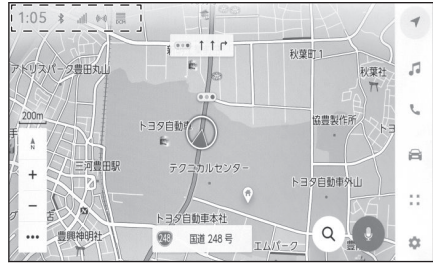 1:05
DCM
秋葉町1
アドリスパーク豊田丸山
秋葉社
200m
トヨタ自動
協豊製作所
N
三河豊田駅
テクニカルセンター
トヨタ自動車外山
トヨタ自動車本社
豊興神明社
248 国道 248 号
エムパーク